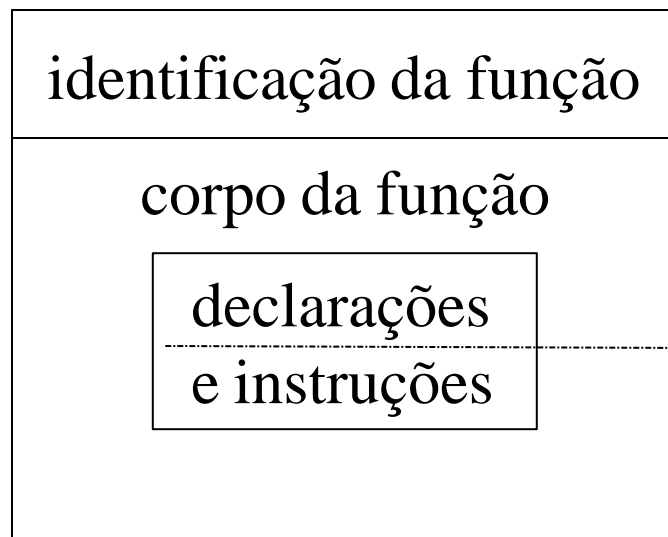 identificação da função
corpo da função
declarações
e instruções